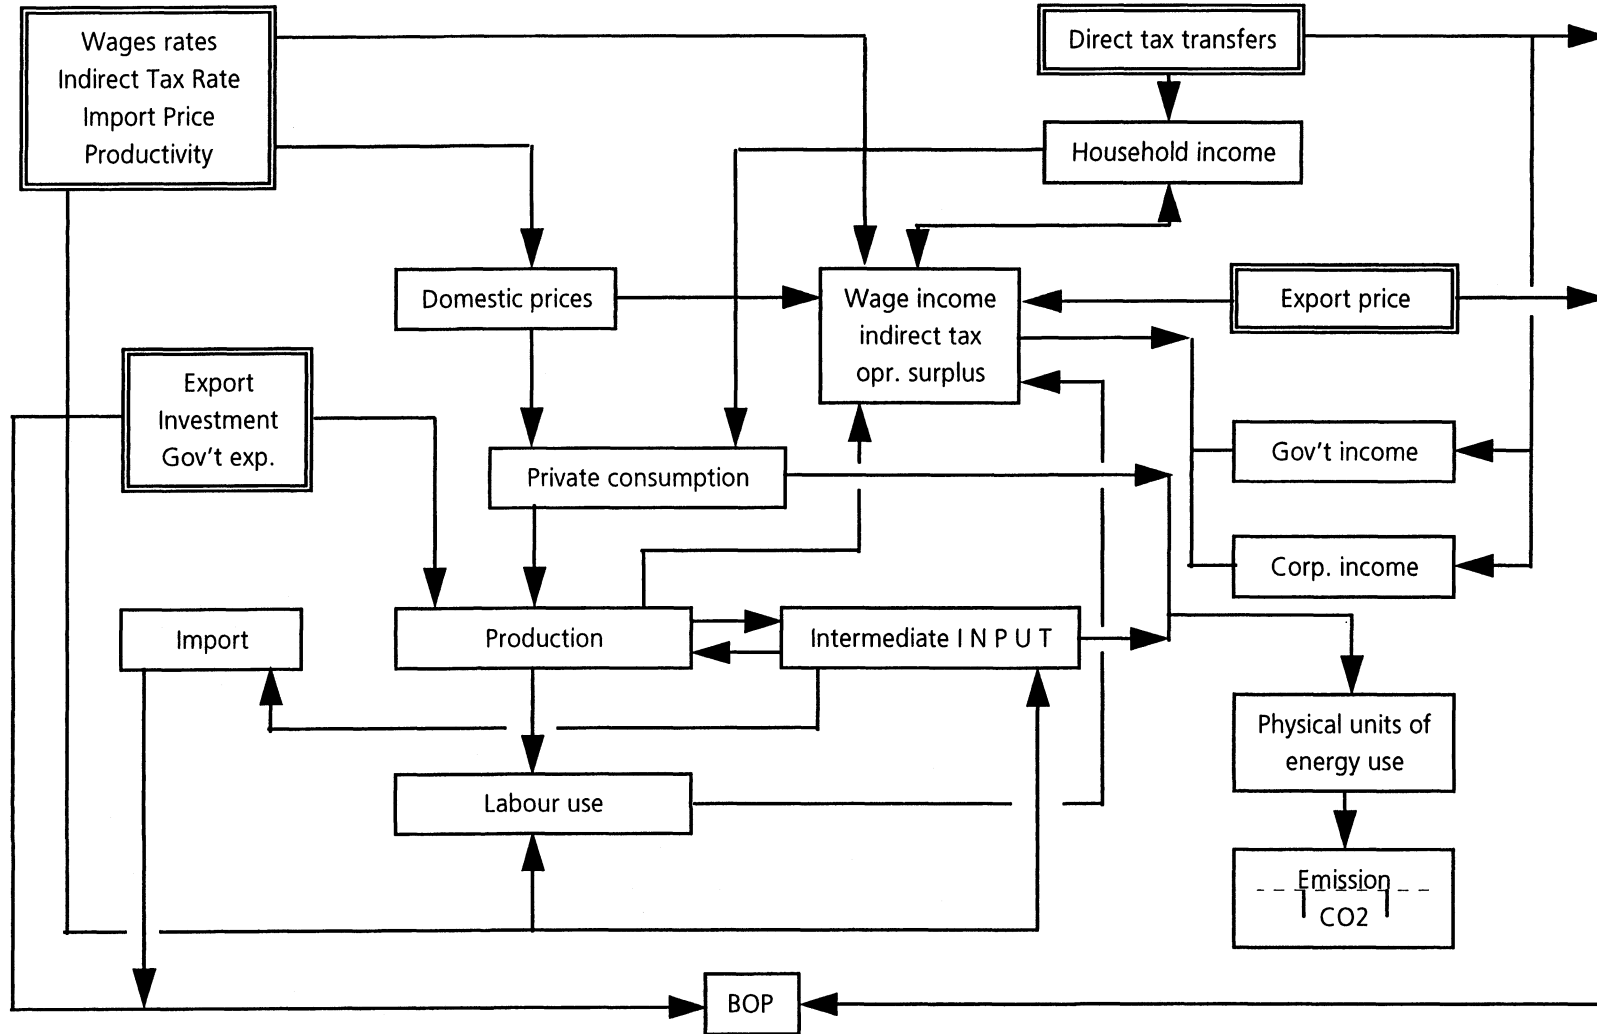 Wages rates
Indirect Tax Rate
Import Price
Productivity
Direct tax transfers
Household income
Domestic prices
Wage income
indirect tax
opr. surplus
Export price
Export
Investment
Gov't exp.
Private consumption
Gov't income
Corp. income
Import
Production
Intermediate I N P U T
Physical units of
energy use
Labour use
Emission
CO2
BOP